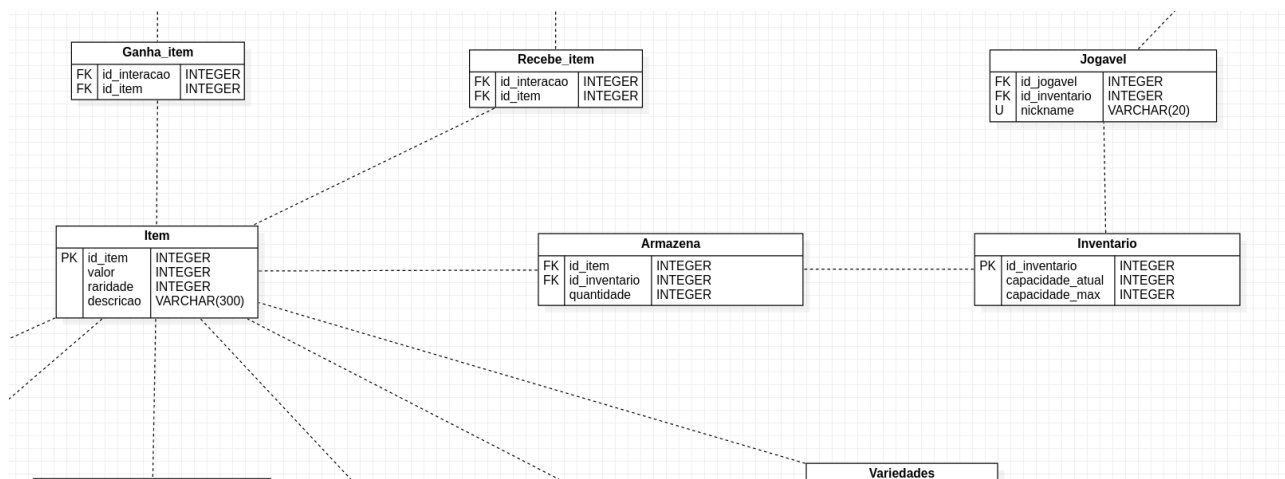 Ganha_item
FK id_interacao INTEGER
FK id_item INTEGER
Recebe_item
FK id_interacao INTEGER
FK id_item INTEGER
Jogavel
FK id_jogavel INTEGER
FK id_inventario INTEGER
U nickname VARCHAR(20)
Item
PK id_item INTEGER
valor INTEGER
raridade INTEGER
descricao VARCHAR(300)
Armazena
FK id_item INTEGER
FK id_inventario INTEGER
quantidade INTEGER
Inventario
PK id_inventario INTEGER
capacidade_atual INTEGER
capacidade_max INTEGER
Variedades